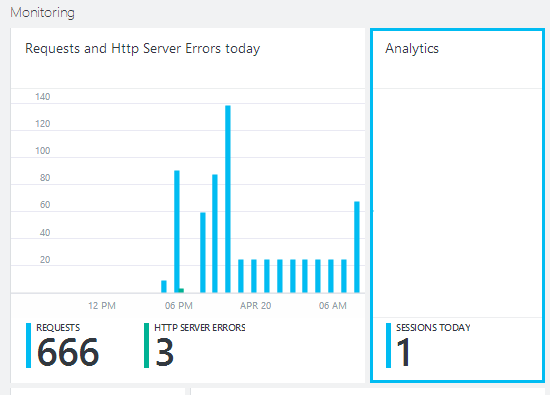 Monitoring
Requests and Http Server Errors today
140
120
100
80
60
40
20
12 PM 06 PM APR 20 06 AM
REQUESTS
666
HTTP SERVER ERRORS
3
Analytics
SESSIONS TODAY
1